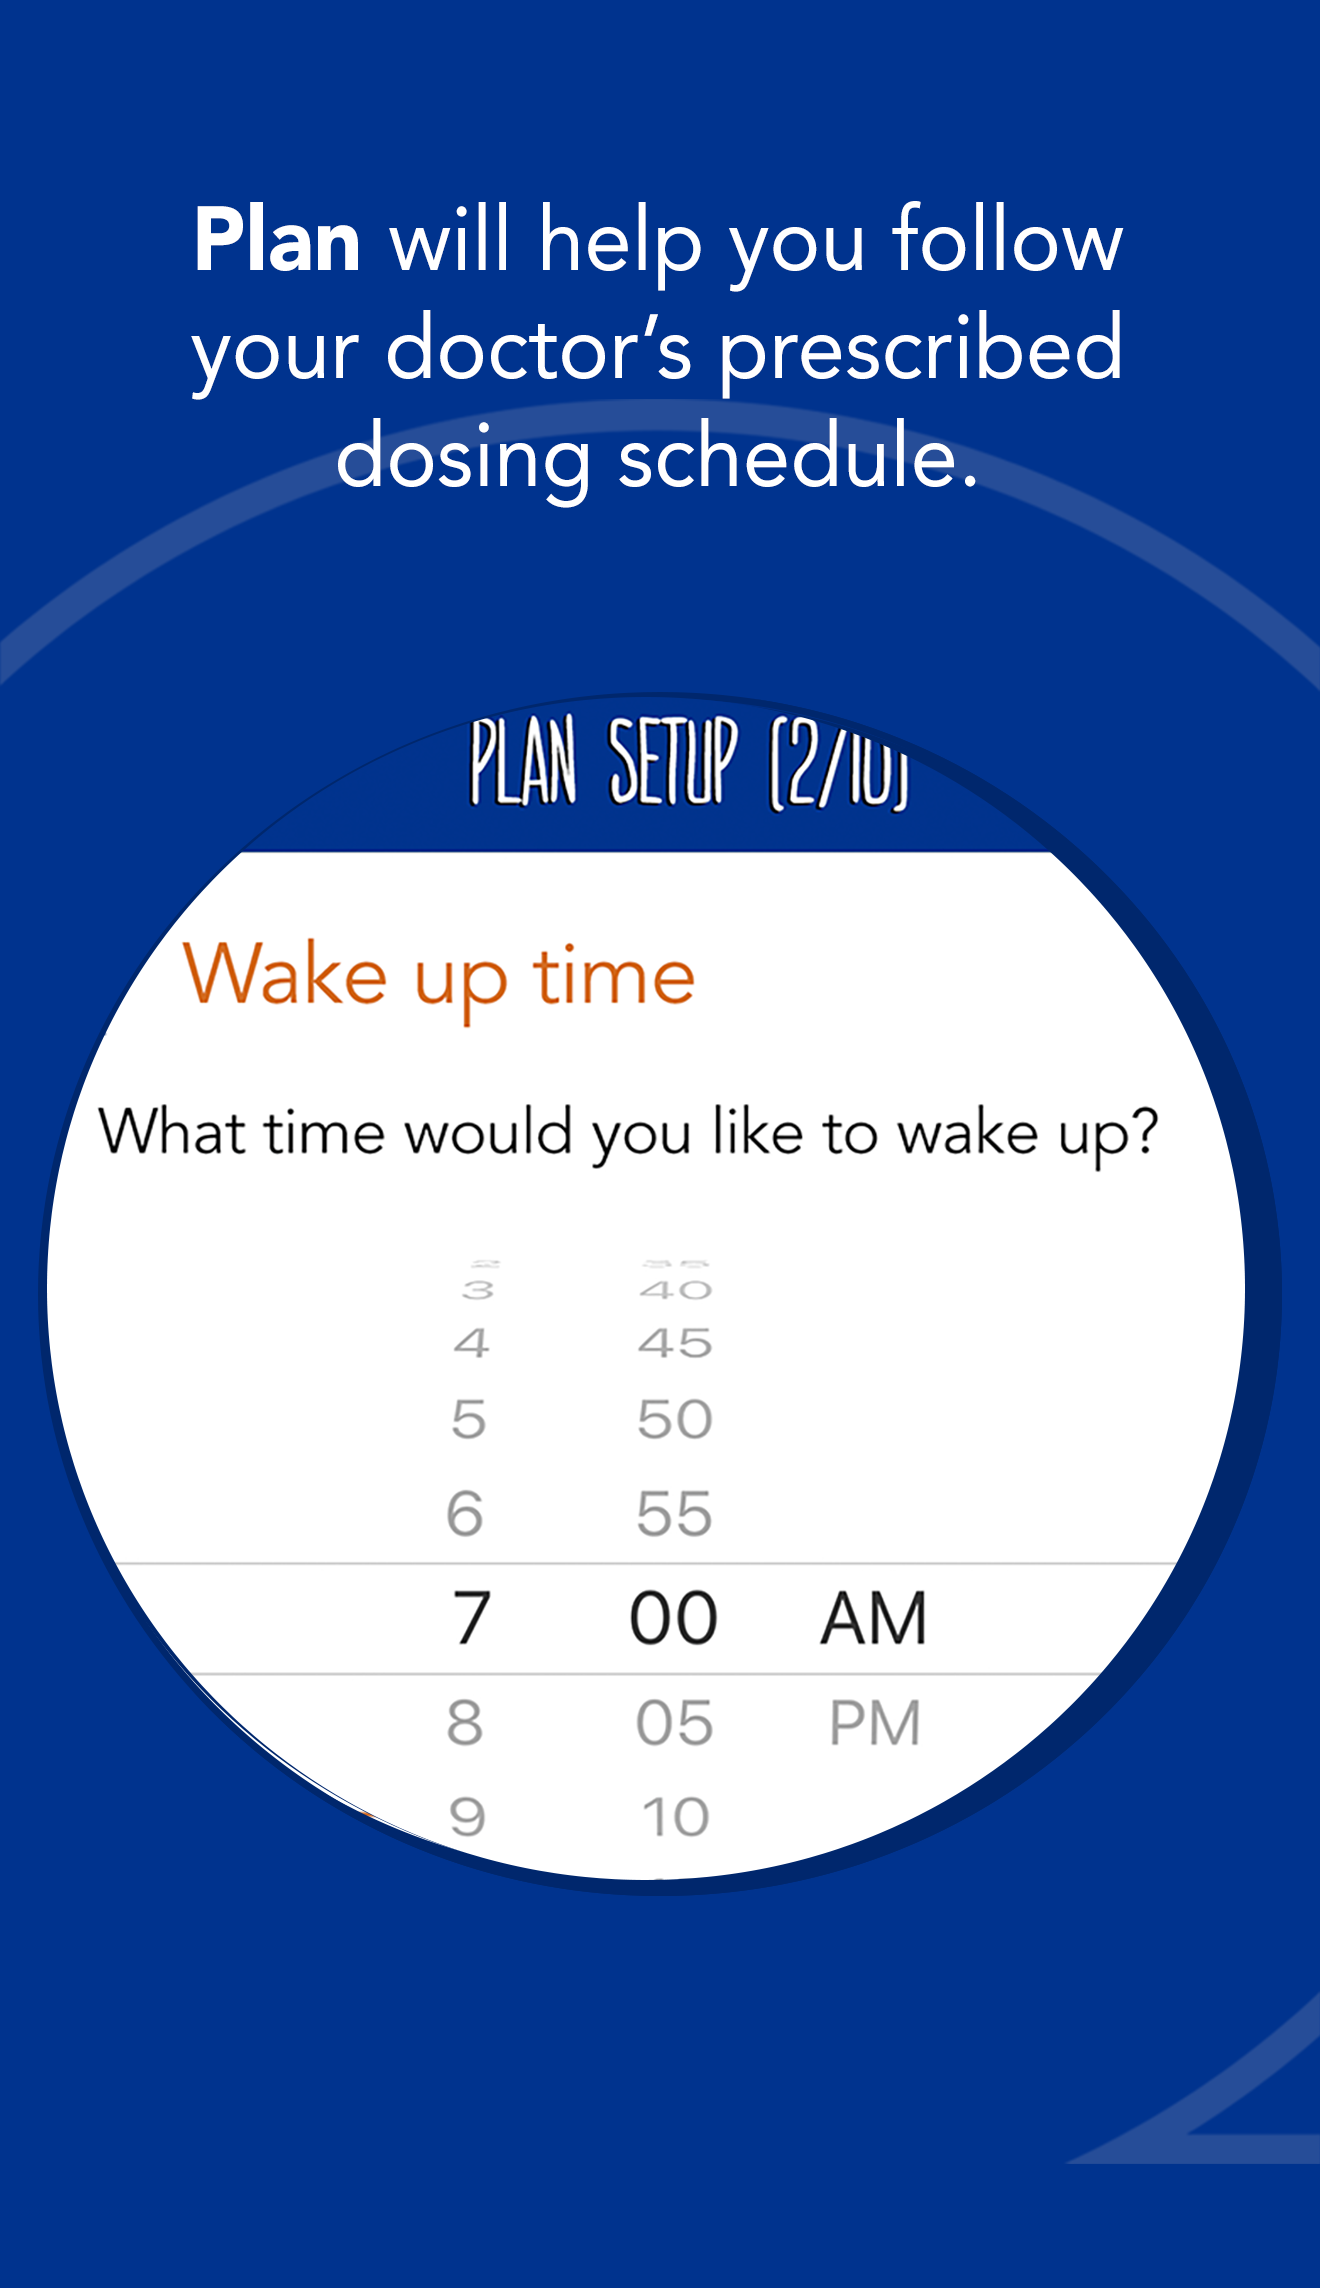 Plan will help you follow
your doctor’s prescribed
dosing schedule.
PLAN SETUP (2/10)
Wake up time
What time would you like to wake up?
3 40
4 45
5 50
6 55
7 00 AM
8 05 PM
9 10